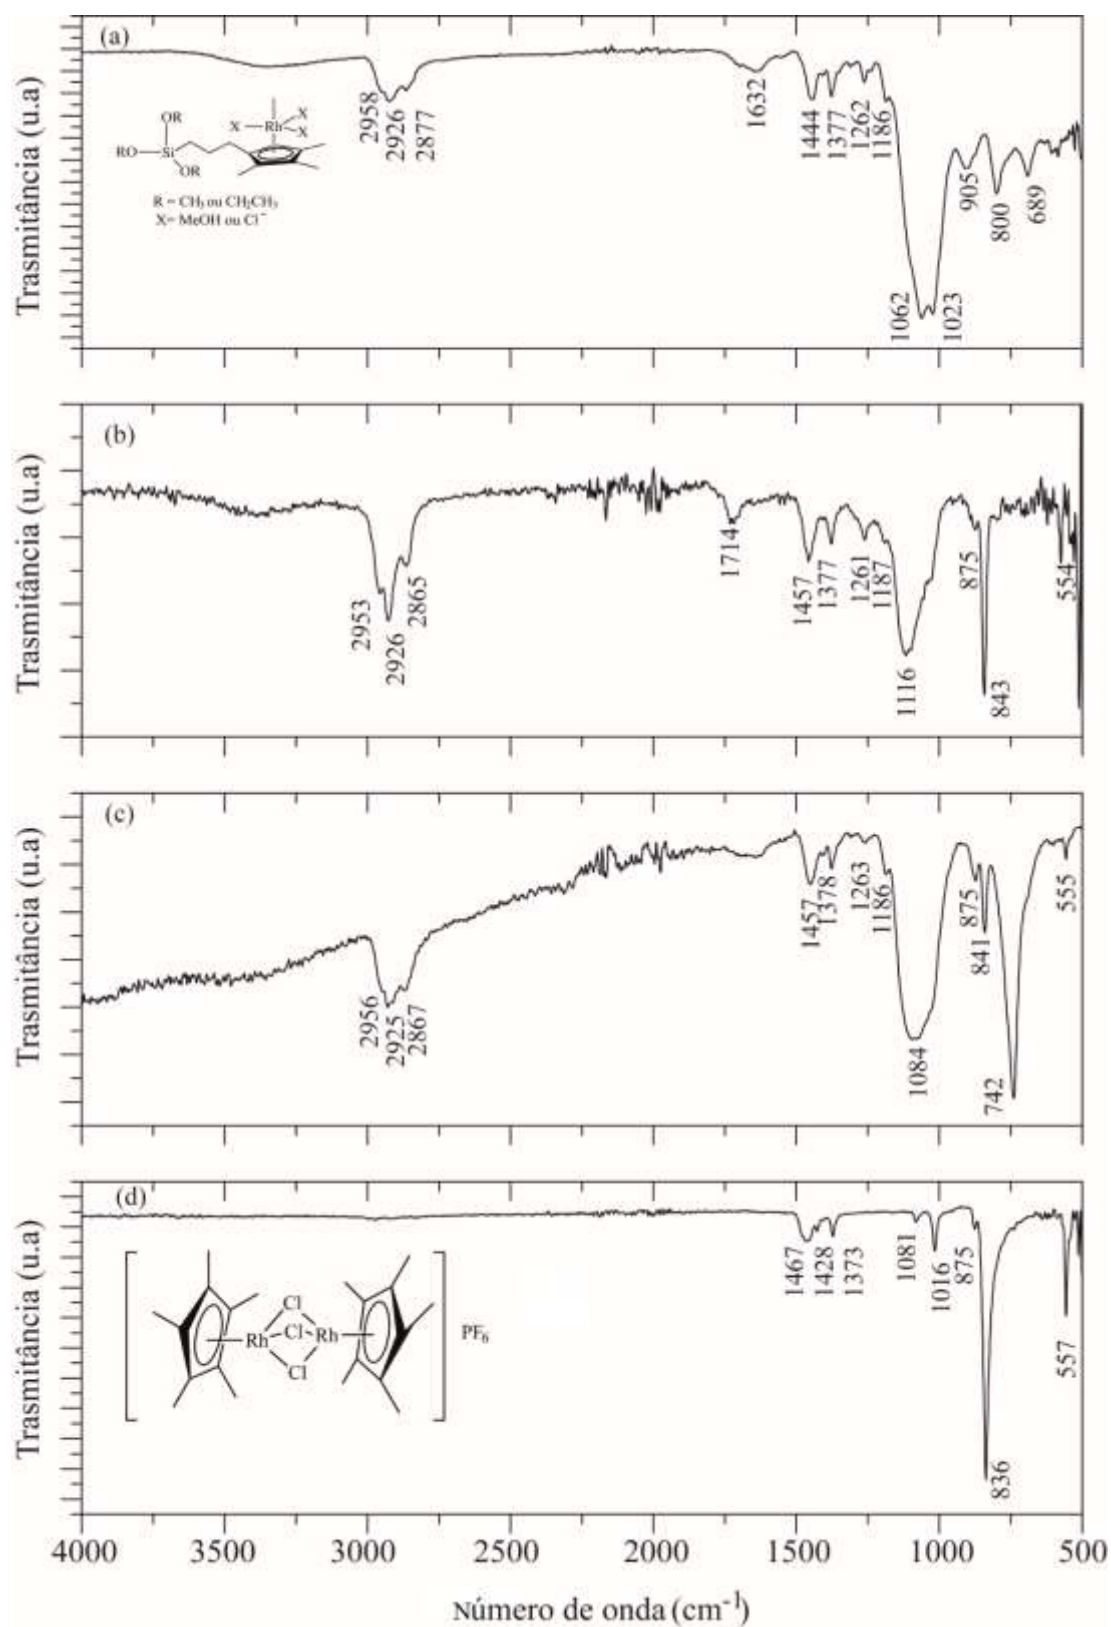 (a)
Trasmitância (u.a)
OR
RO
Si
OR
X
Rh
X
X
R = CH₃ ou CH₂CH₃
X= MeOH ou Cl⁻
2958
2926
2877
1632
1444
1377
1262
1186
1062
1023
905
800
689
(b)
Trasmitância (u.a)
2953
2926
2865
1714
1457
1377
1261
1187
1116
875
843
554
(c)
Trasmitância (u.a)
2956
2925
2867
1457
1378
1263
1186
1084
875
841
742
555
(d)
Trasmitância (u.a)
Cl
Rh
Cl
Rh
Cl
PF₆
1467
1428
1373
1081
1016
875
836
557
4000 3500 3000 2500 2000 1500 1000 500
Número de onda (cm⁻¹)